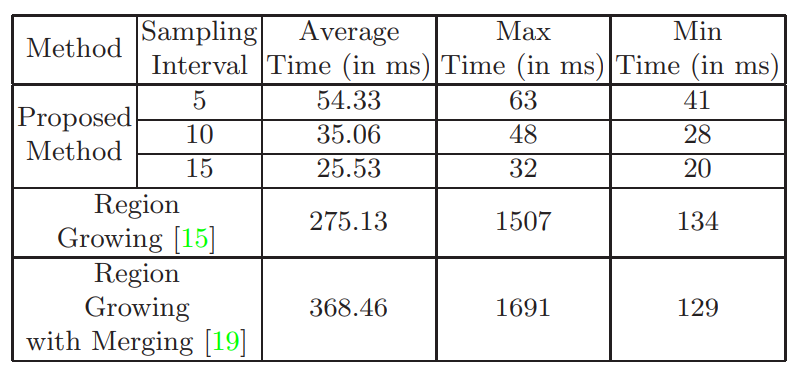 Method
Sampling
Interval
Average
Time (in ms)
Max
Time (in ms)
Min
Time (in ms)
Proposed
Method
5
54.33
63
41
10
35.06
48
28
15
25.53
32
20
Region
Growing [15]
275.13
1507
134
Region
Growing
with Merging [19]
368.46
1691
129